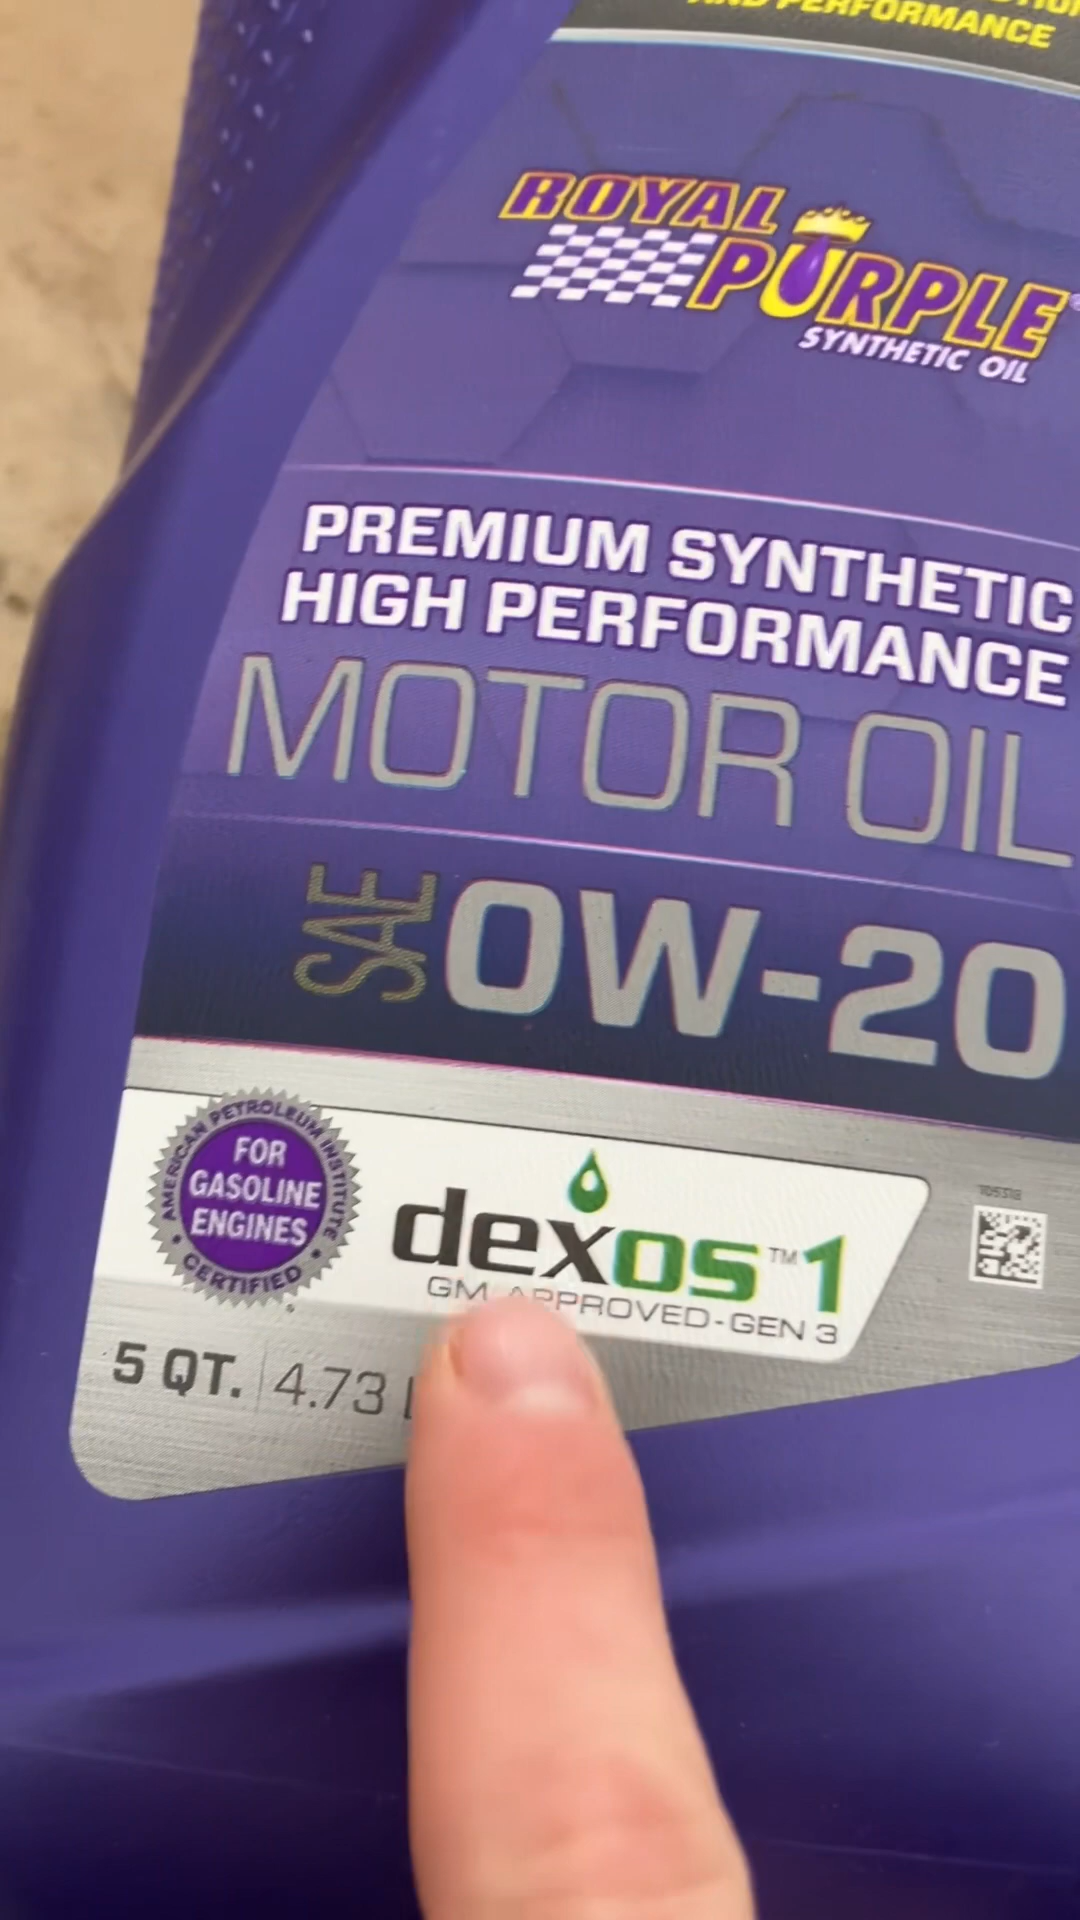 AND PERFORMANCE
ROYAL
PURPLE®
SYNTHETIC OIL
PREMIUM SYNTHETIC
HIGH PERFORMANCE
MOTOR OIL
SAE 0W-20
AMERICAN PETROLEUM INSTITUTE
FOR
GASOLINE
ENGINES
CERTIFIED
dexos™1
GM APPROVED-GEN 3
5 QT. | 4.73